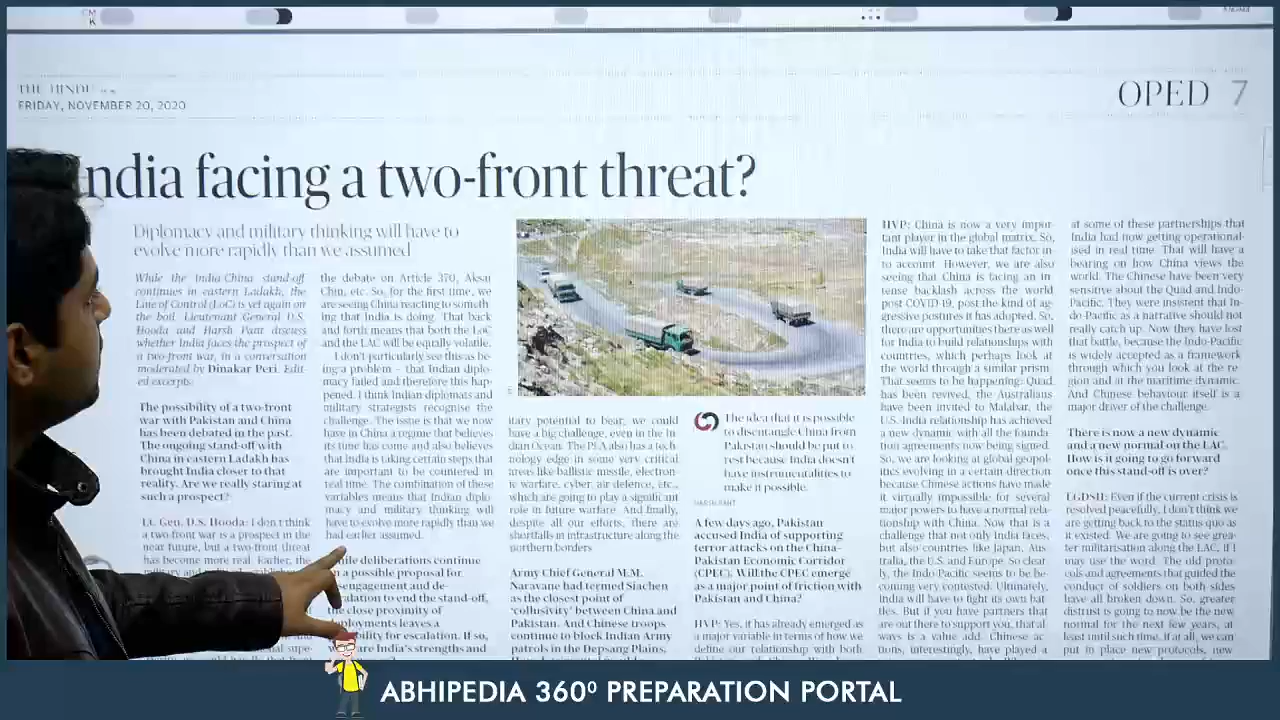 CM
K
THE HINDU
FRIDAY, NOVEMBER 20, 2020
OPED 7
ndia facing a two-front threat?
Diplomacy and military thinking will have to
evolve more rapidly than we assumed
While the India-China stand-off
continues in eastern Ladakh, the
Line of Control (LoC) is yet again on
the boil. Lieutenant General D.S.
Hooda and Harsh Pant discuss
whether India faces the prospect of
a two-front war, in a conversation
moderated by Dinakar Peri. Edit-
ed excerpts:
The possibility of a two-front
war with Pakistan and China
has been debated in the past.
The ongoing stand-off with
China in eastern Ladakh has
brought India closer to that
reality. Are we really staring at
such a prospect?
Lt. Gen. D.S. Hooda: I don't think
a two-front war is a prospect in the
near future, but a two-front threat
has become more real. Earlier, the
the debate on Article 370, Aksai
Chin, etc. So, for the first time, we
are seeing China reacting to someth-
ing that India is doing. That back
and forth means that both the LoC
and the LAC will be equally volatile.
I don't particularly see this as be-
ing a problem – that Indian diplo-
macy failed and therefore this hap-
pened. I think Indian diplomats and
military strategists recognise the
challenge. The issue is that we now
have in China a regime that believes
its time has come and also believes
that India is taking certain steps that
are important to be countered in
real time. The combination of these
variables means that Indian diplo-
macy and military thinking will
have to evolve more rapidly than we
had earlier assumed.
hile deliberations continue
a possible proposal for
engagement and de-
calation to end the stand-off,
the close proximity of
ployments leaves a
bility for escalation. If so,
are India's strengths and
itary potential to bear, we could
have a big challenge, even in the In-
dian Ocean. The PLA also has a tech-
nology edge in some very critical
areas like ballistic missile, electron-
ic warfare, cyber, air defence, etc.,
which are going to play a significant
role in future warfare. And finally,
despite all our efforts, there are
shortfalls in infrastructure along the
northern borders
Army Chief General M.M.
Naravane had termed Siachen
as the closest point of
'collusivity' between China and
Pakistan. And Chinese troops
continue to block Indian Army
patrols in the Depsang Plains.
The idea that it is possible
to disentangle China from
Pakistan should be put to
rest because India doesn't
have instrumentalities to
make it possible.
HARSH PANT
A few days ago, Pakistan
accused India of supporting
terror attacks on the China-
Pakistan Economic Corridor
(CPEC). Will the CPEC emerge
as a major point of friction with
Pakistan and China?
HVP: Yes, it has already emerged as
a major variable in terms of how we
define our relationship with both
HVP: China is now a very impor-
tant player in the global matrix. So,
India will have to take that factor in-
to account. However, we are also
seeing that China is facing an in-
tense backlash across the world
post COVID-19, post the kind of ag-
gressive postures it has adopted. So,
there are opportunities there as well
for India to build relationships with
countries, which perhaps look at
the world through a similar prism.
That seems to be happening: Quad
has been revived, the Australians
have been invited to Malabar, the
U.S.-India relationship has achieved
a new dynamic with all the founda-
tion agreements now being signed.
So, we are looking at global geopol-
itics evolving in a certain direction
because Chinese actions have made
it virtually impossible for several
major powers to have a normal rela-
tionship with China. Now that is a
challenge that not only India faces,
but also countries like Japan, Aus-
tralia, the U.S. and Europe. So clear-
ly, the Indo-Pacific seems to be be-
coming very contested. Ultimately,
India will have to fight its own bat-
tles. But if you have partners that
are out there to support you, that al-
ways is a value add. Chinese ac-
tions, interestingly, have played a
at some of these partnerships that
India had now getting operational-
ised in real time. That will have a
bearing on how China views the
world. The Chinese have been very
sensitive about the Quad and Indo-
Pacific. They were insistent that In-
do-Pacific as a narrative should not
really catch up. Now they have lost
that battle, because the Indo-Pacific
is widely accepted as a framework
through which you look at the re-
gion and at the maritime dynamic.
And Chinese behaviour itself is a
major driver of the challenge.
There is now a new dynamic
and a new normal on the LAC.
How is it going to go forward
once this stand-off is over?
LGDSH: Even if the current crisis is
resolved peacefully, I don't think we
are getting back to the status quo as
it existed. We are going to see grea-
ter militarisation along the LAC, if I
may use the word. The old proto-
cols and agreements that guided the
conduct of soldiers on both sides
have all broken down. So, greater
distrust is going to now be the new
normal for the next few years, at
least until such time. If at all, we can
put in place new protocols, new
ABHIPEDIA 360⁰ PREPARATION PORTAL